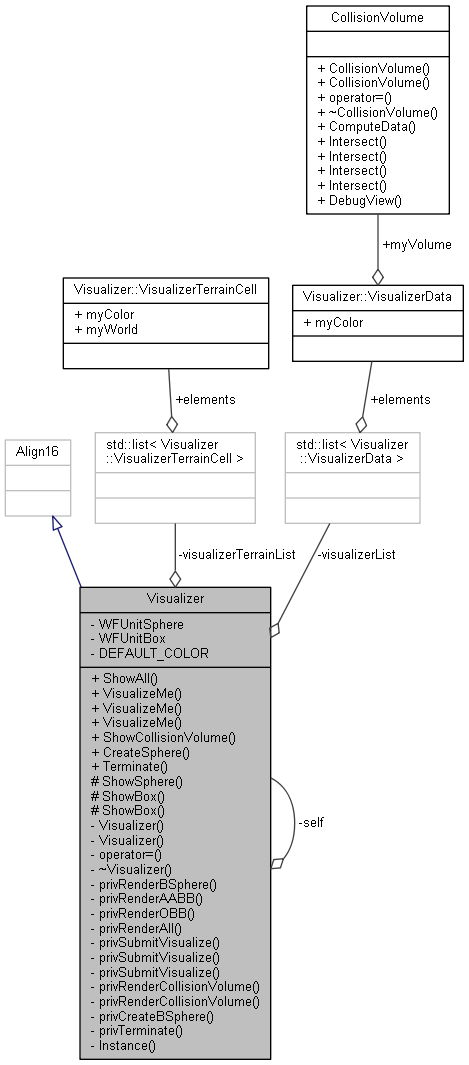 CollisionVolume
+ CollisionVolume()
+ CollisionVolume()
+ operator=()
+ ~CollisionVolume()
+ ComputeData()
+ Intersect()
+ Intersect()
+ Intersect()
+ Intersect()
+ DebugView()
+myVolume
Visualizer::VisualizerTerrainCell
+ myColor
+ myWorld
Visualizer::VisualizerData
+ myColor
+elements
+elements
Align16
std::list< Visualizer
::VisualizerTerrainCell >
std::list< Visualizer
::VisualizerData >
-visualizerTerrainList
-visualizerList
Visualizer
- WFUnitSphere
- WFUnitBox
- DEFAULT_COLOR
+ ShowAll()
+ VisualizeMe()
+ VisualizeMe()
+ VisualizeMe()
+ ShowCollisionVolume()
+ CreateSphere()
+ Terminate()
# ShowSphere()
# ShowBox()
# ShowBox()
- Visualizer()
- Visualizer()
- operator=()
- ~Visualizer()
- privRenderBSphere()
- privRenderAABB()
- privRenderOBB()
- privRenderAll()
- privSubmitVisualize()
- privSubmitVisualize()
- privSubmitVisualize()
- privRenderCollisionVolume()
- privRenderCollisionVolume()
- privCreateBSphere()
- privTerminate()
- Instance()
-self